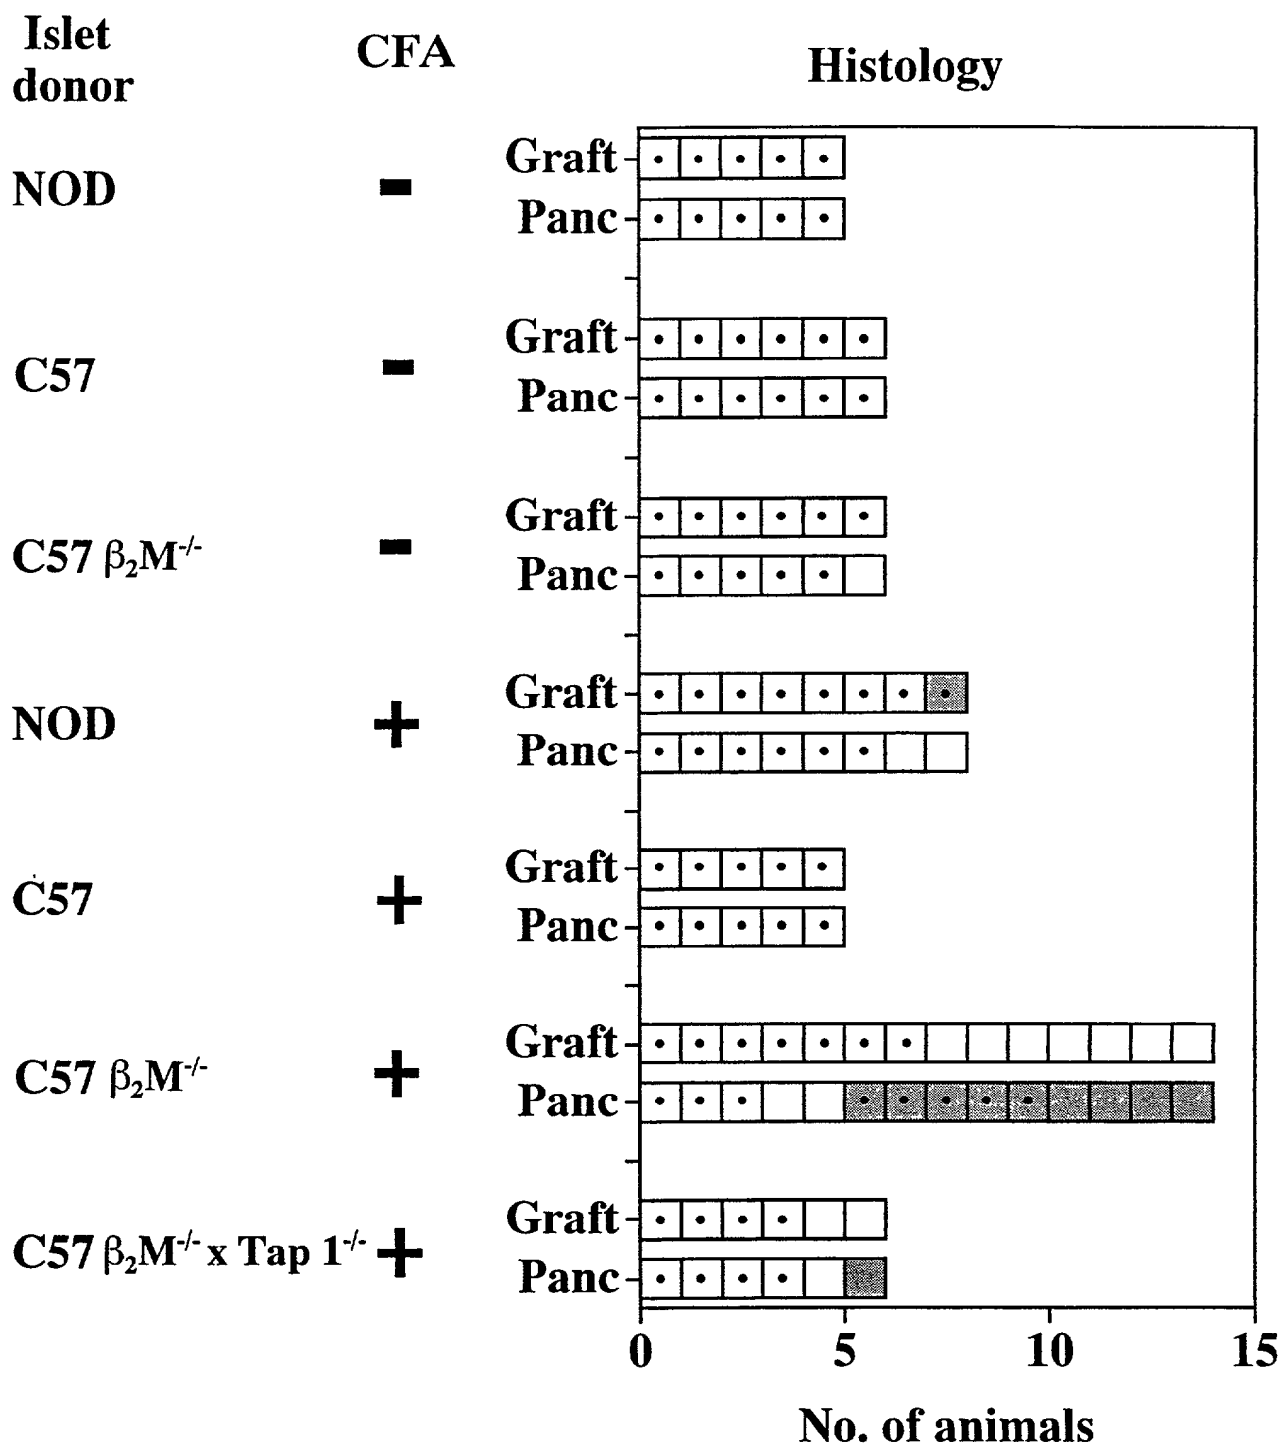 Islet
donor
CFA
Histology
NOD
-
Graft
Panc
C57
-
Graft
Panc
C57 β₂M⁻/⁻
-
Graft
Panc
NOD
+
Graft
Panc
C57
+
Graft
Panc
C57 β₂M⁻/⁻
+
Graft
Panc
C57 β₂M⁻/⁻ x Tap 1⁻/⁻
+
Graft
Panc
0 5 10 15
No. of animals